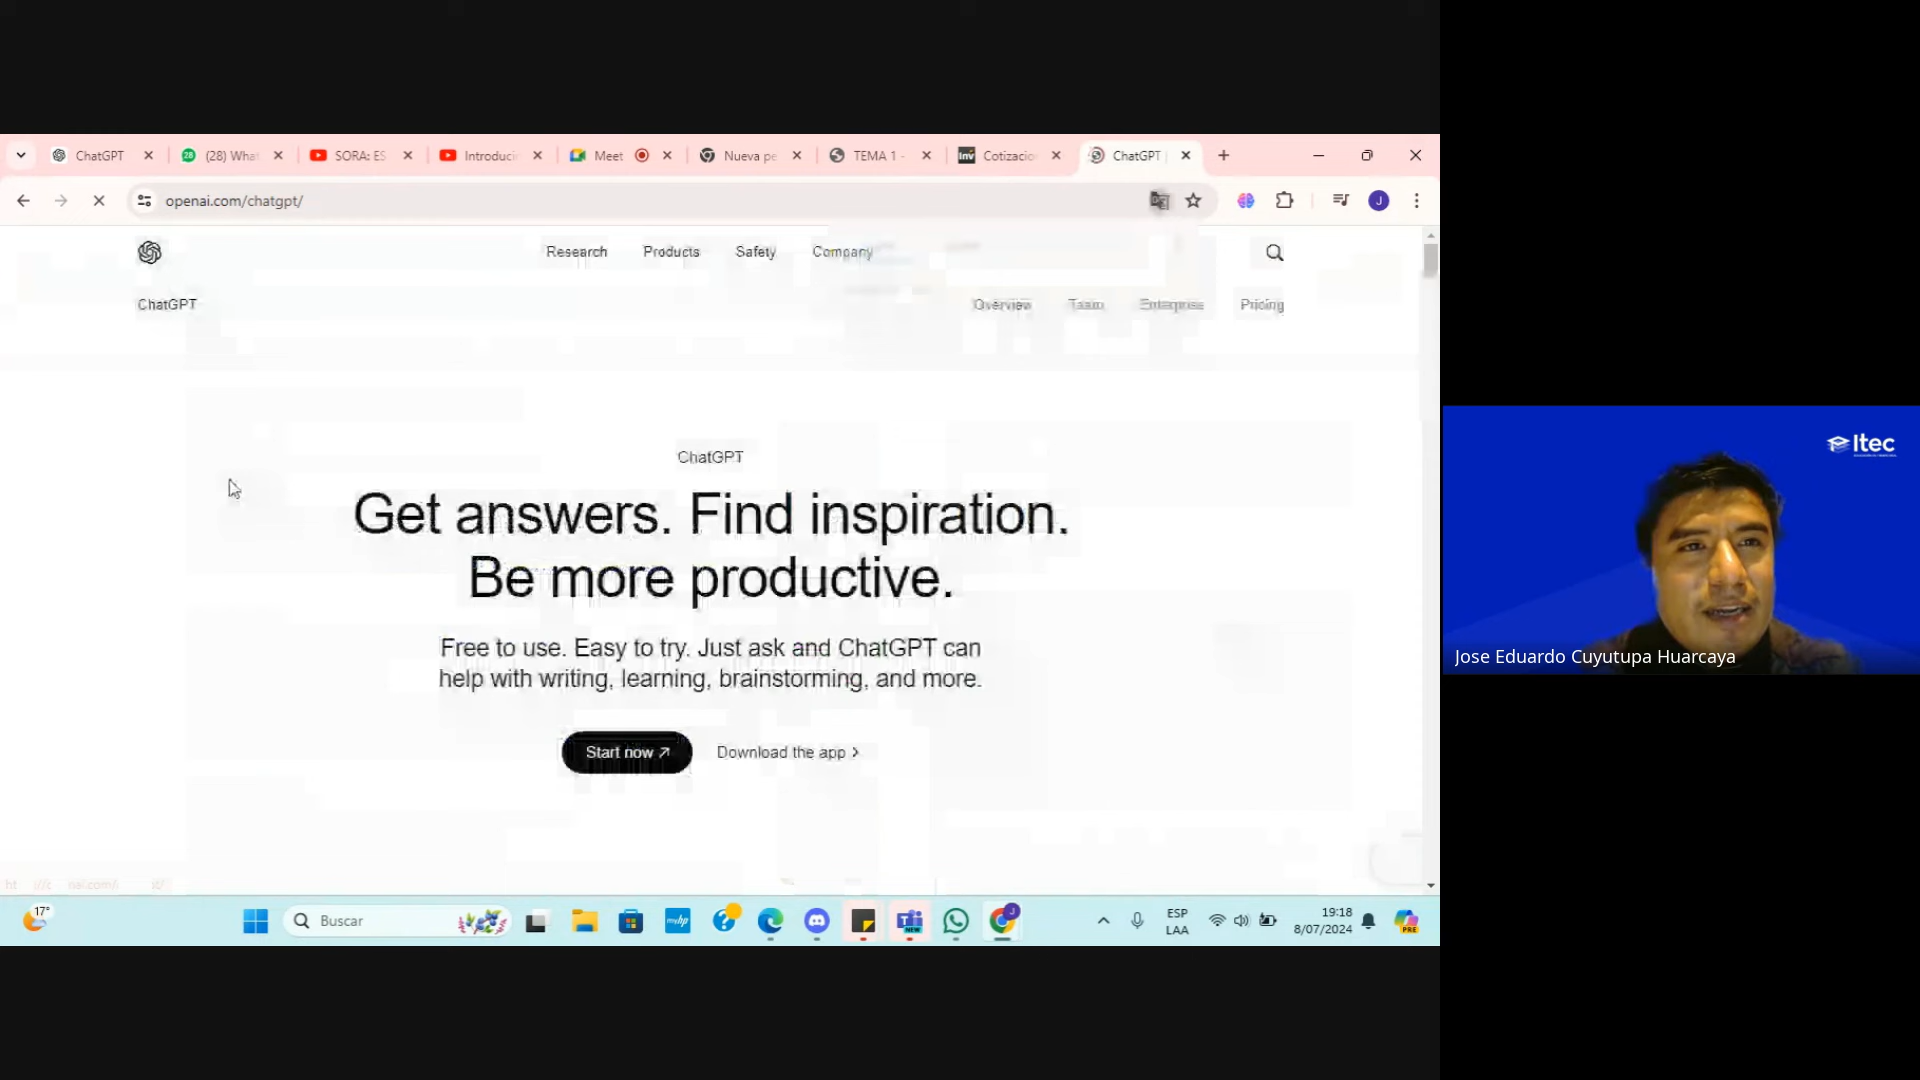 ChatGPT
(28) What
SORA: ES
Introducin
Meet
Nueva pe
TEMA 1 -
Cotizacio
ChatGPT
openai.com/chatgpt/
J
Research Products Safety Company
ChatGPT Overview Team Enterprise Pricing
ChatGPT
Get answers. Find inspiration.
Be more productive.
Free to use. Easy to try. Just ask and ChatGPT can
help with writing, learning, brainstorming, and more.
Start now ↗ Download the app >
17°
Buscar
ESP
LAA
19:18
8/07/2024
PRE
Itec
Jose Eduardo Cuyutupa Huarcaya